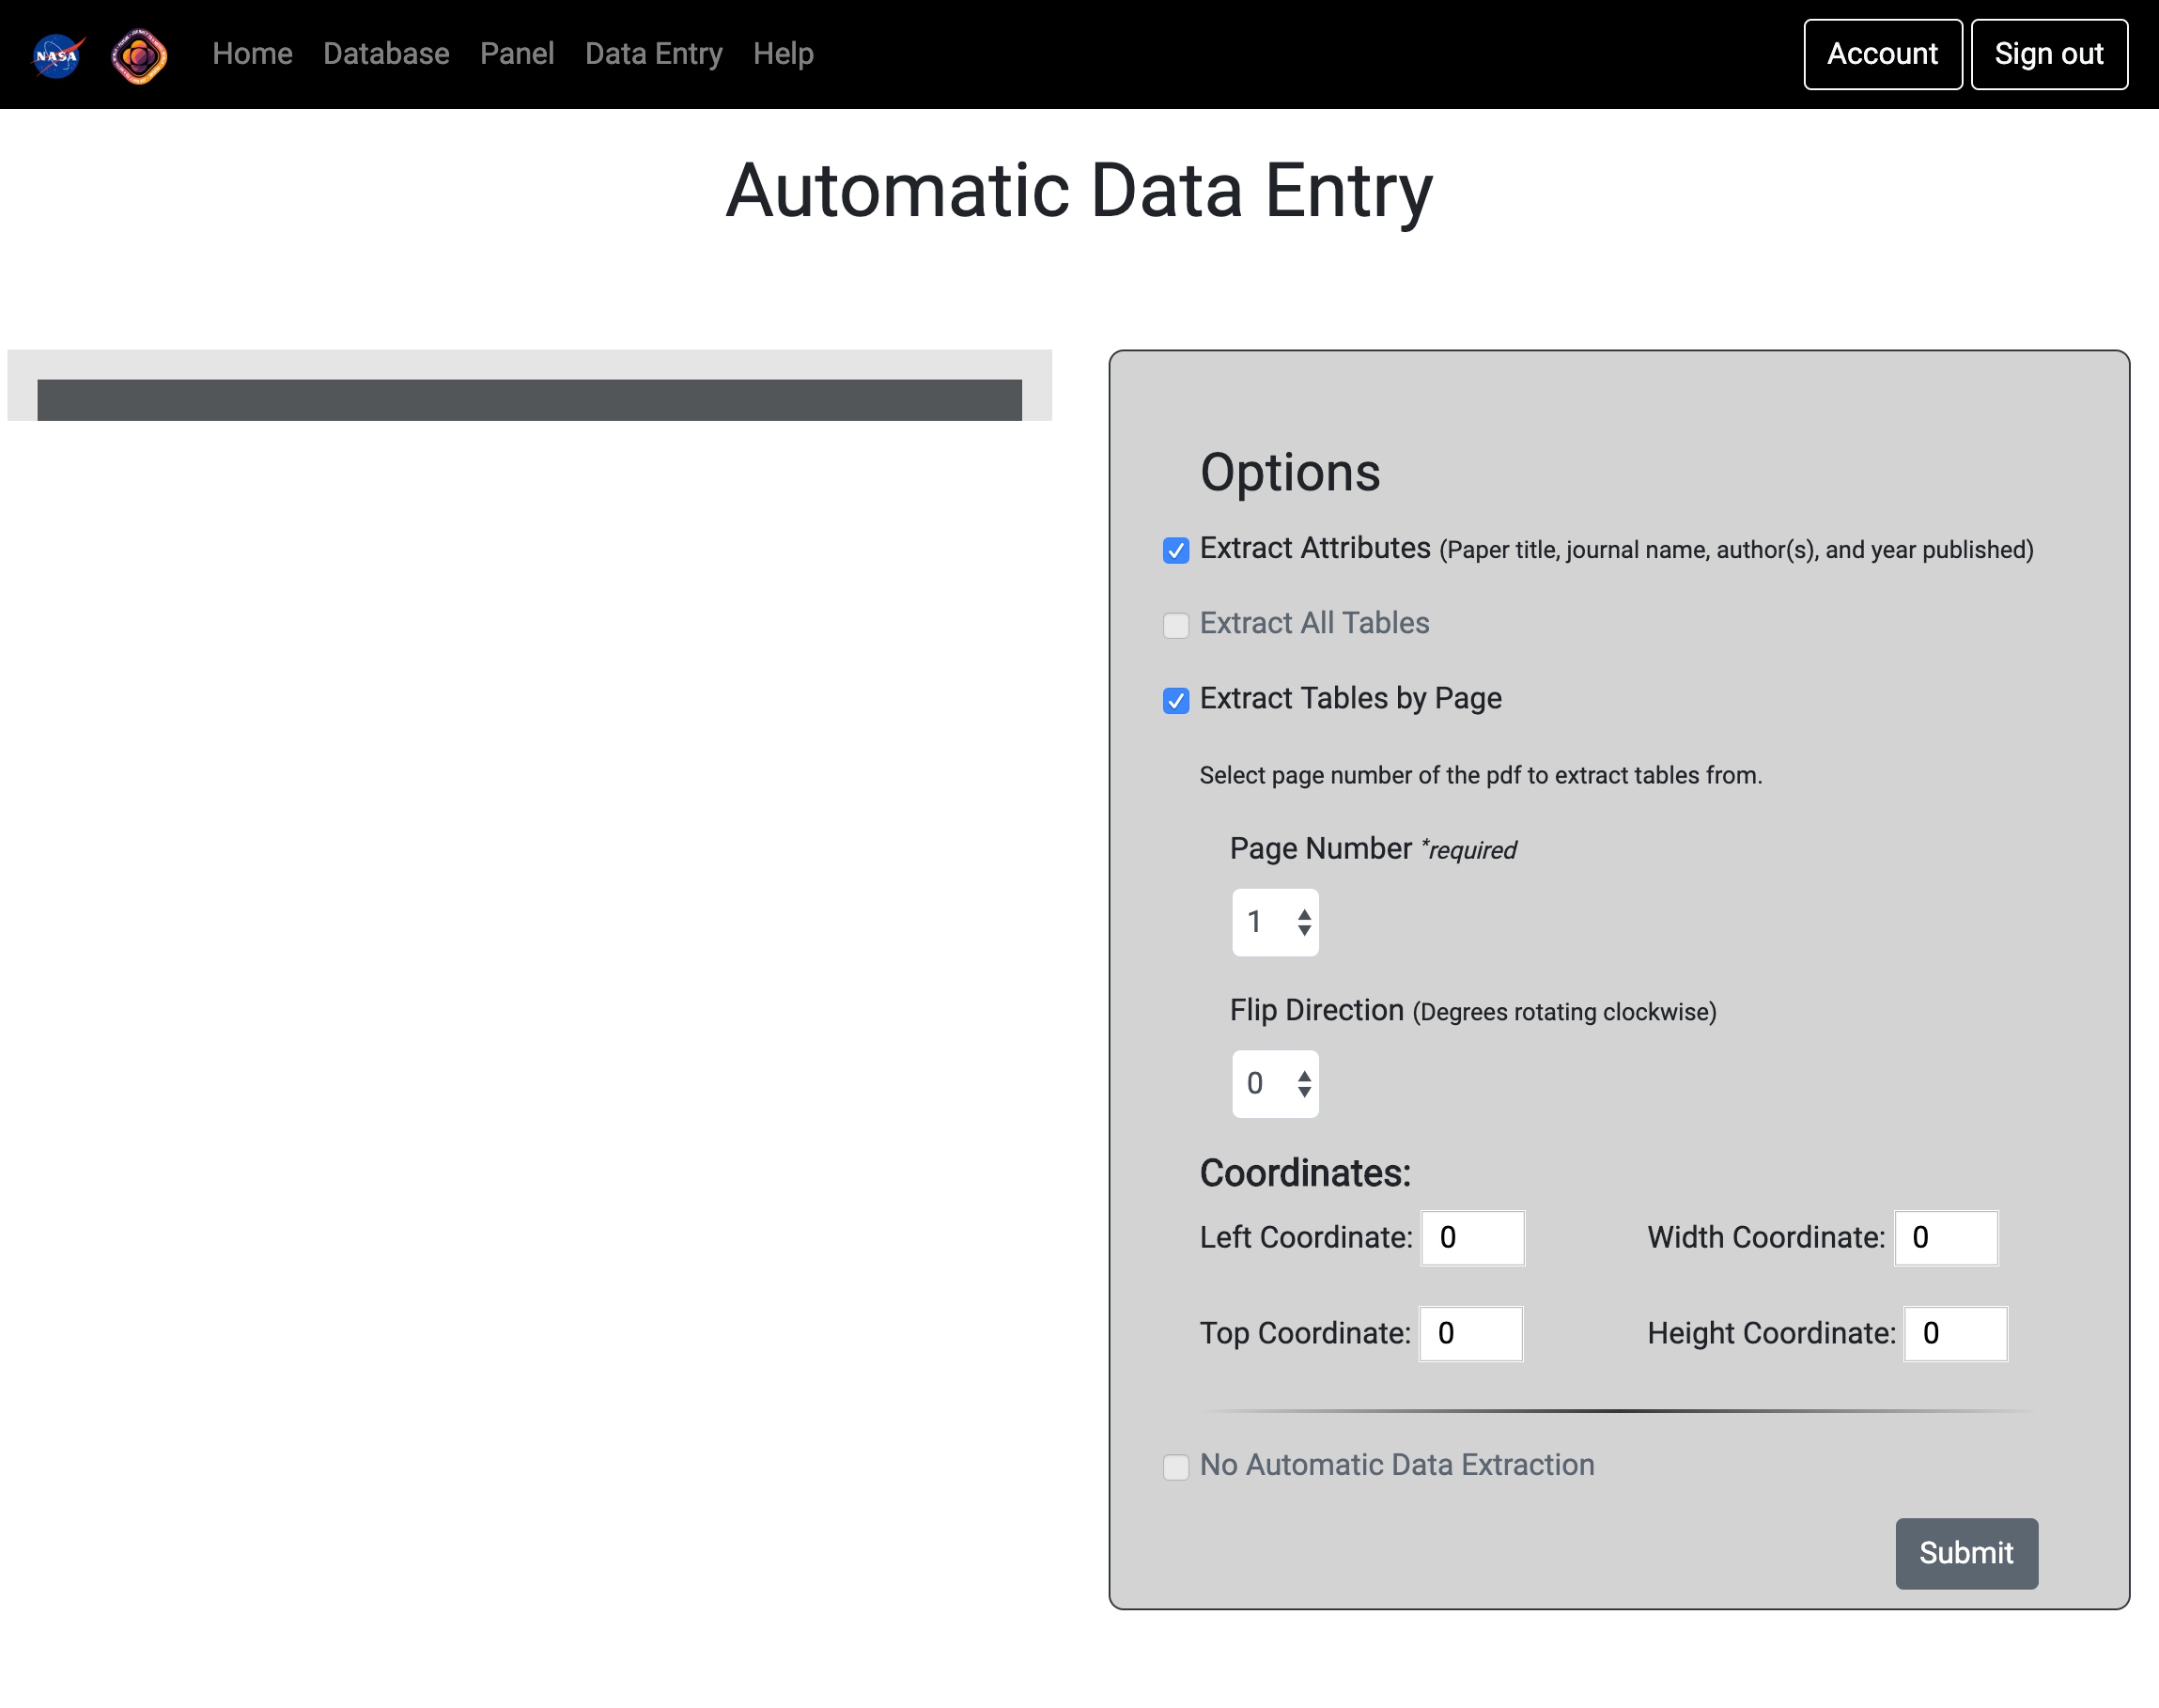 NASA Home Database Panel Data Entry Help Account Sign out
Automatic Data Entry
Options
Extract Attributes (Paper title, journal name, author(s), and year published)
Extract All Tables
Extract Tables by Page
Select page number of the pdf to extract tables from.
Page Number *required
1
Flip Direction (Degrees rotating clockwise)
0
Coordinates:
Left Coordinate: 0 Width Coordinate: 0
Top Coordinate: 0 Height Coordinate: 0
No Automatic Data Extraction
Submit